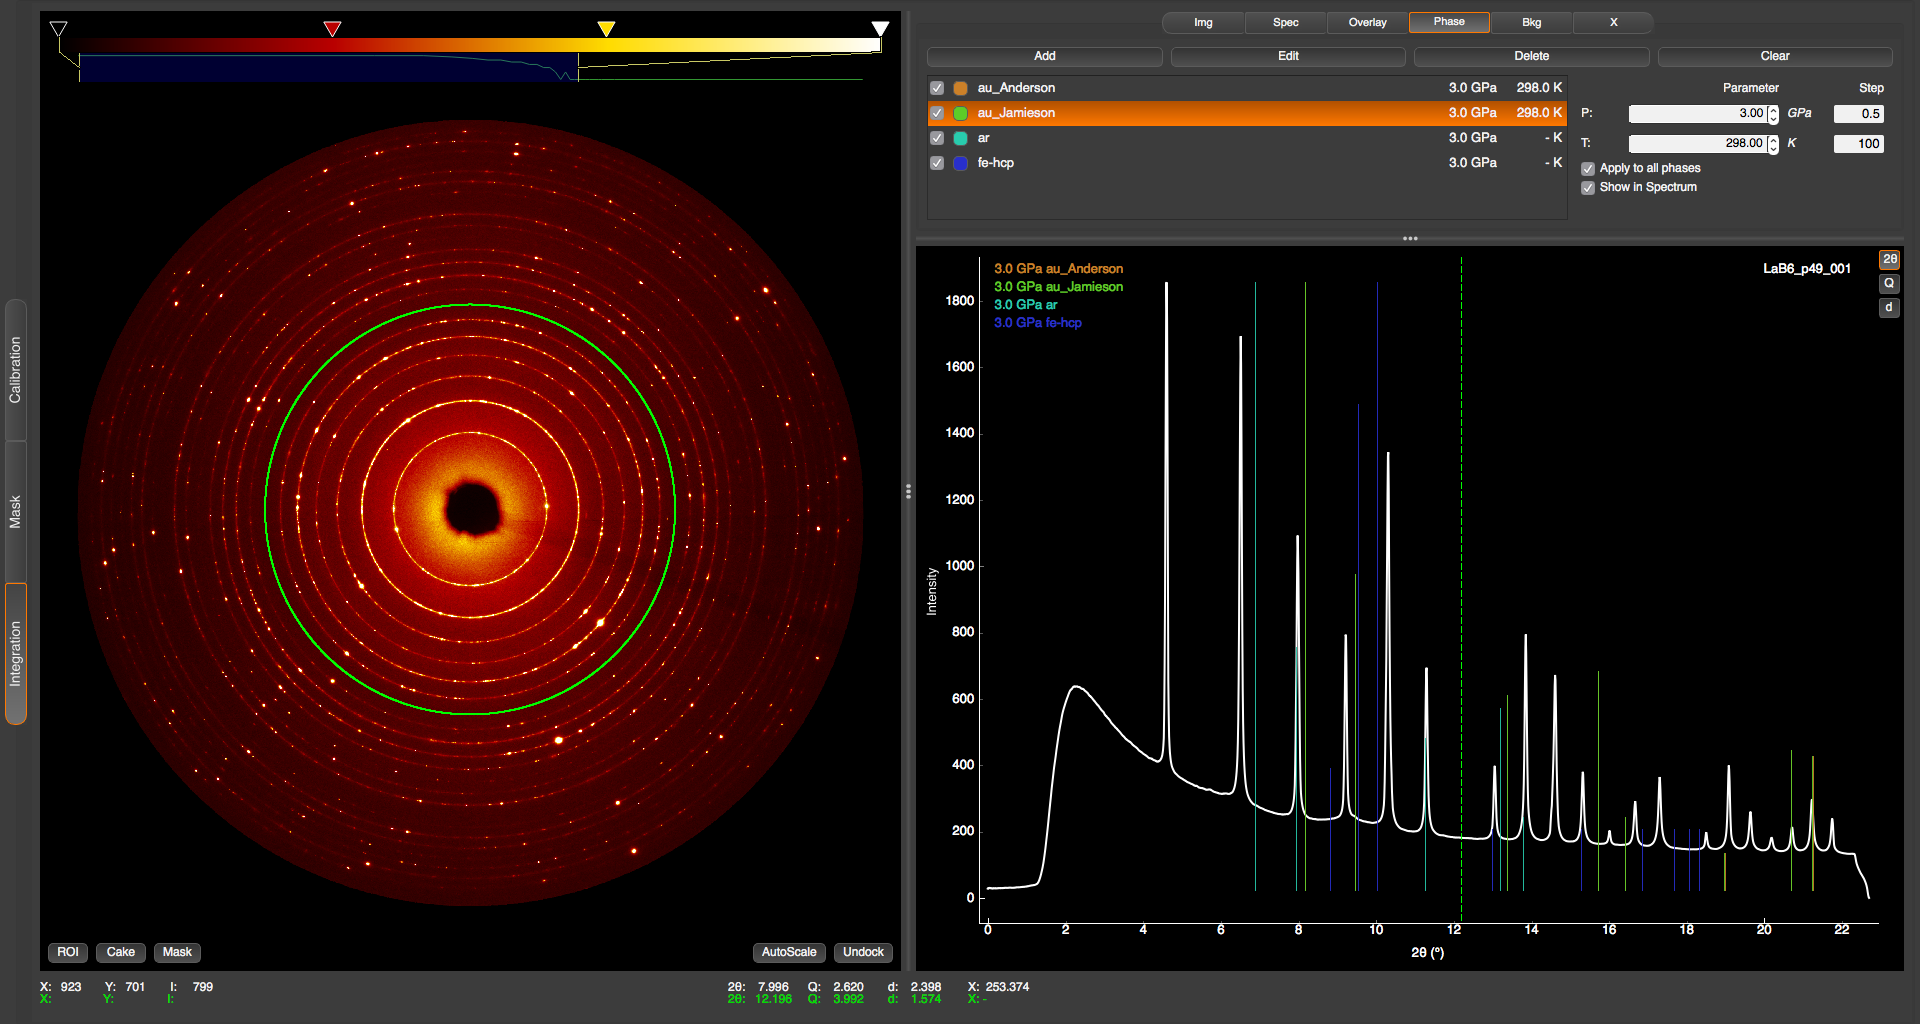 Img Spec Overlay Phase Bkg X
Add Edit Delete Clear
au_Anderson 3.0 GPa 298.0 K
au_Jamieson 3.0 GPa 298.0 K
ar 3.0 GPa - K
fe-hcp 3.0 GPa - K
Parameter Step
P: 3.00 GPa 0.5
T: 298.00 K 100
Apply to all phases
Show in Spectrum
Calibration
Mask
Integration
3.0 GPa au_Anderson
3.0 GPa au_Jamieson
3.0 GPa ar
3.0 GPa fe-hcp
LaB6_p49_001
2θ
Q
d
1800
1600
1400
1200
1000
800
600
400
200
0
Intensity
0 2 4 6 8 10 12 14 16 18 20 22
2θ (°)
ROI Cake Mask AutoScale Undock
X: 923 Y: 701 I: 799 2θ: 7.996 Q: 2.620 d: 2.398 X: 253.374
X: Y: I: 2θ: 12.196 Q: 3.992 d: 1.574 X: -